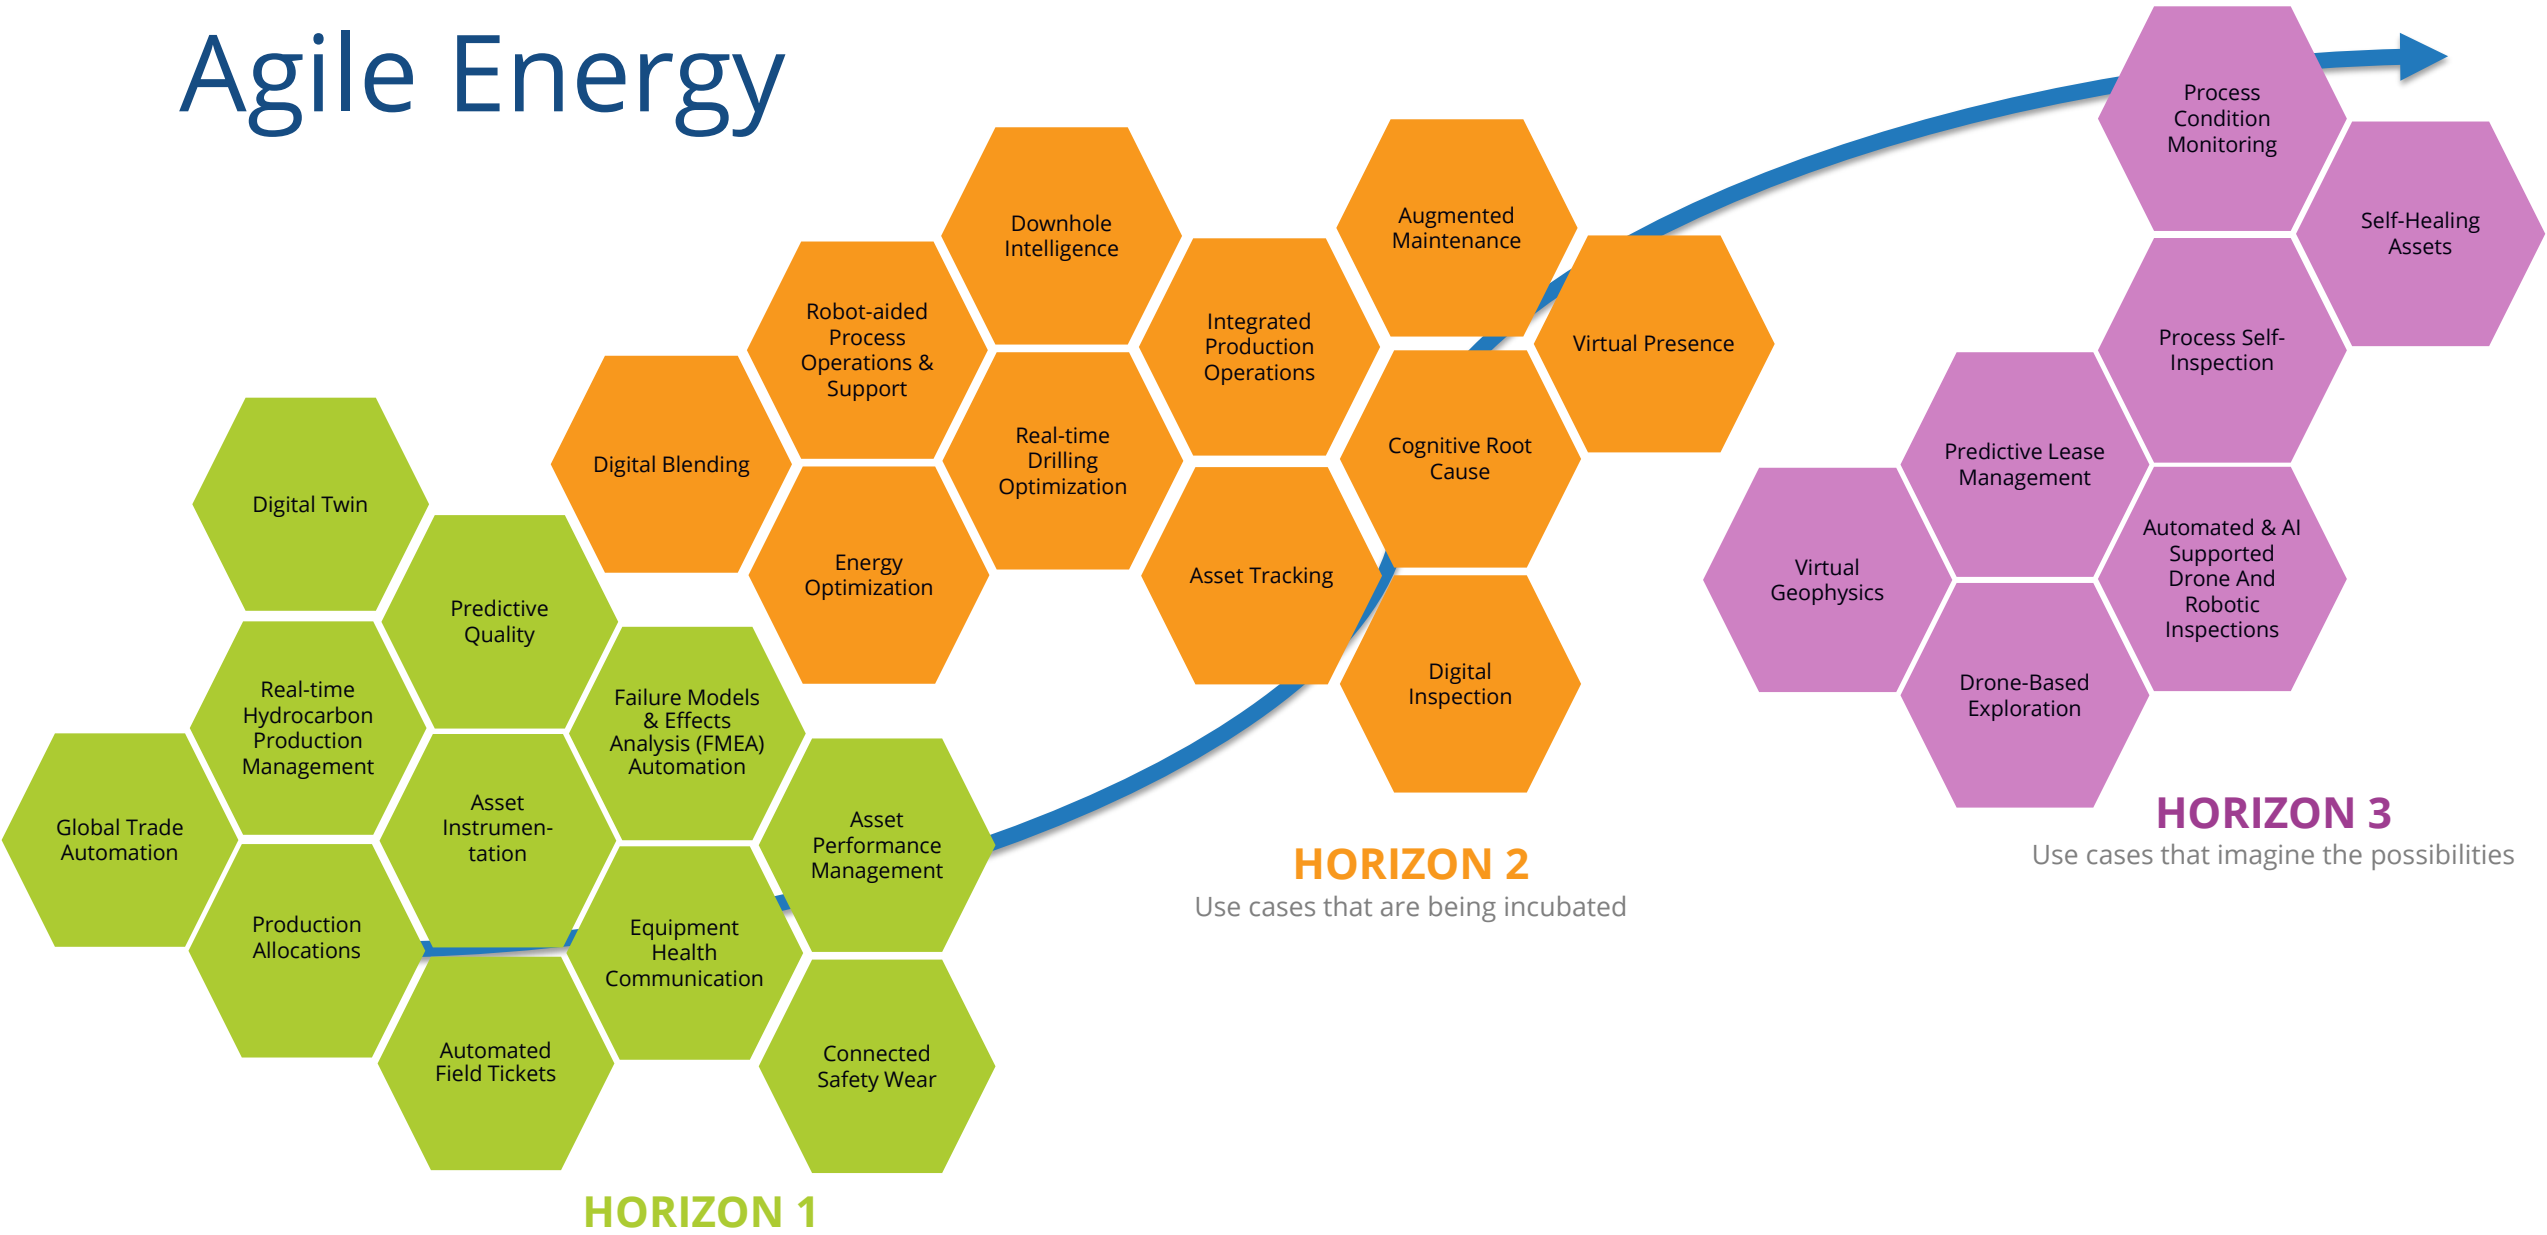 Agile Energy
Digital Twin
Predictive
Quality
Real-time
Hydrocarbon
Production
Management
Failure Models
& Effects
Analysis (FMEA)
Automation
Global Trade
Automation
Asset
Instrumen-
tation
Asset
Performance
Management
Production
Allocations
Equipment
Health
Communication
Automated
Field Tickets
Connected
Safety Wear
HORIZON 1
Downhole
Intelligence
Augmented
Maintenance
Robot-aided
Process
Operations &
Support
Integrated
Production
Operations
Virtual Presence
Digital Blending
Real-time
Drilling
Optimization
Cognitive Root
Cause
Energy
Optimization
Asset Tracking
Digital
Inspection
HORIZON 2
Use cases that are being incubated
Process
Condition
Monitoring
Self-Healing
Assets
Process Self-
Inspection
Predictive Lease
Management
Automated & AI
Supported
Drone And
Robotic
Inspections
Virtual
Geophysics
Drone-Based
Exploration
HORIZON 3
Use cases that imagine the possibilities